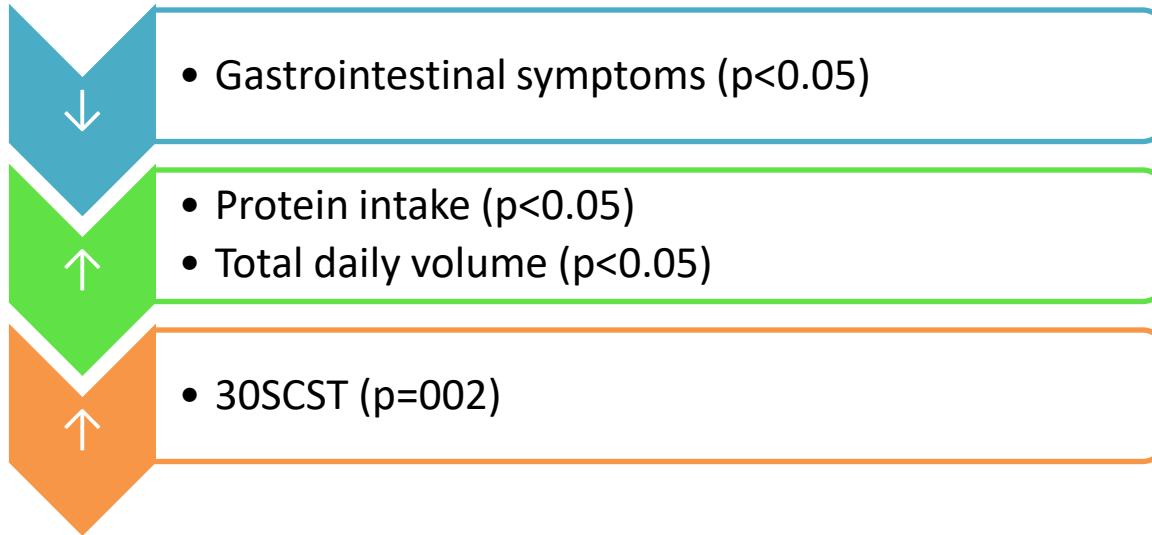 ↓
• Gastrointestinal symptoms (p<0.05)
↑
• Protein intake (p<0.05)
• Total daily volume (p<0.05)
↑
• 30SCST (p=002)